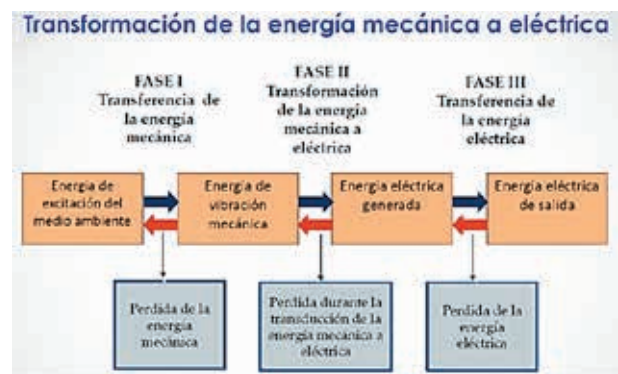 Transformación de la energía mecánica a eléctrica
FASE I
Transferencia de
la energía
mecánica
FASE II
Transformación
de la energía
mecánica a
eléctrica
FASE III
Transferencia de
la energía
eléctrica
Energía de
excitación del
medio ambiente
Energía de
vibración
mecánica
Energía eléctrica
generada
Energía eléctrica
de salida
Perdida de la
energía
mecánica
Perdida durante la
transducción de la
energía mecánica a
eléctrica
Perdida de la
energía
eléctrica